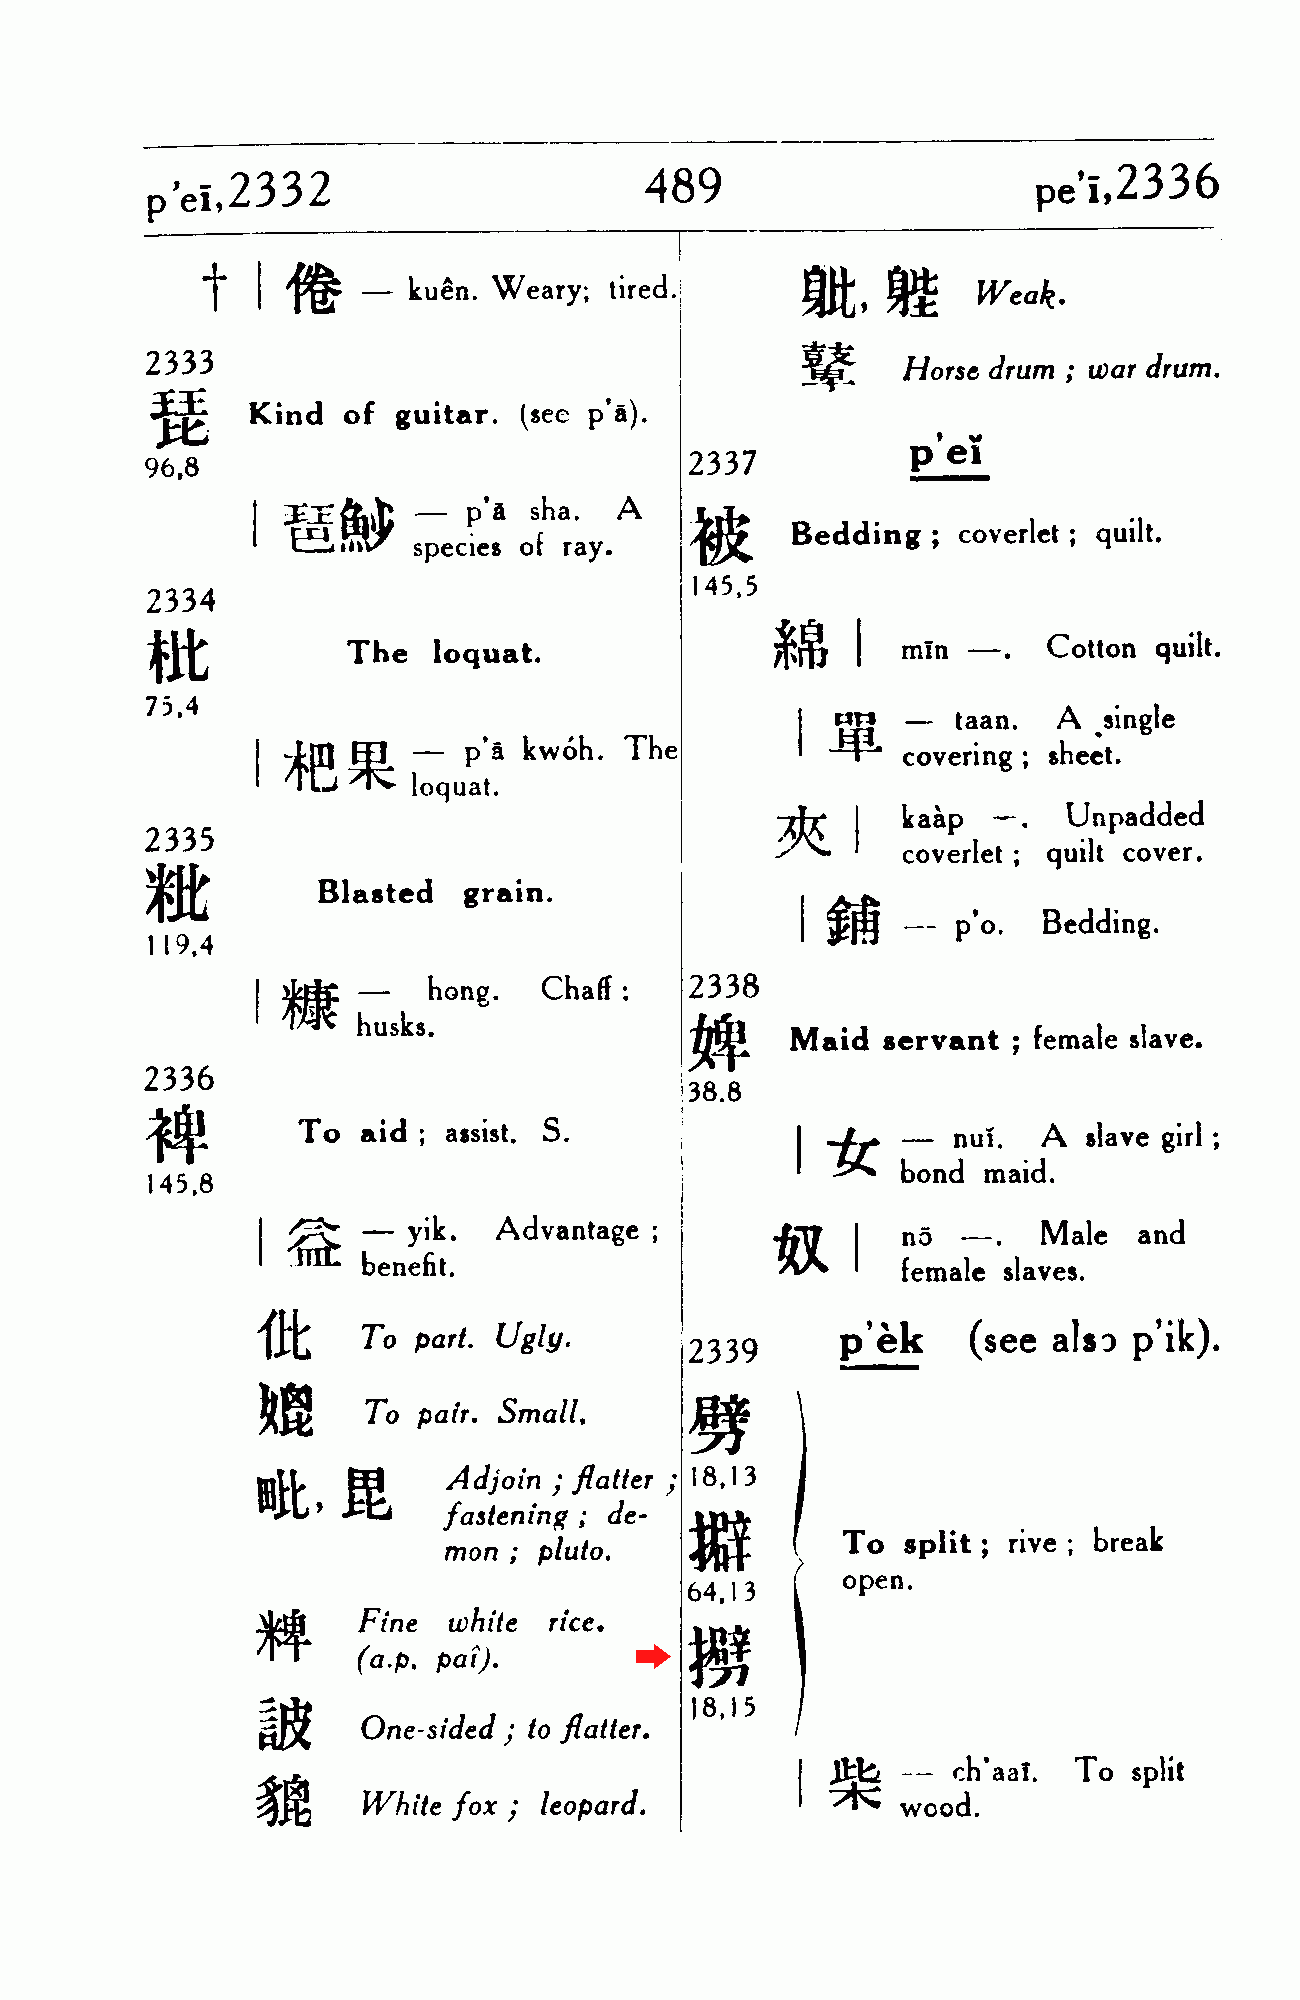 p'eī,2332 489 pe'ī,2336
† | 倦 — kuên. Weary; tired.
2333
琵 Kind of guitar. (see p'ā).
96,8
| 琶魦 — p'ā sha. A
species of ray.
2334
枇 The loquat.
75,4
| 杷果 — p'ā kwóh. The
loquat.
2335
粃 Blasted grain.
119,4
| 糠 — hong. Chaff;
husks.
2336
裨 To aid; assist. S.
145,8
| 益 — yik. Advantage;
benefit.
仳 To part. Ugly.
媲 To pair. Small.
毗, 毘 Adjoin; flatter;
fastening; de-
mon; pluto.
粺 Fine white rice.
(a.p. paî).
詖 One-sided; to flatter.
貔 White fox; leopard.
躼, Weak.
鼙 Horse drum; war drum.
2337 p'eĭ
被 Bedding; coverlet; quilt.
145,5
綿 | mīn —. Cotton quilt.
| 單 — taan. A single
covering; sheet.
夾 | kaàp —. Unpadded
coverlet; quilt cover.
| 鋪 — p'o. Bedding.
2338
婢 Maid servant; female slave.
38.8
| 女 — nuĭ. A slave girl;
bond maid.
奴 | nō —. Male and
female slaves.
2339 p'èk (see also p'ik).
劈
18,13
擗
64,13
To split; rive; break
open.
㩭
18,15
| 柴 — ch'aaī. To split
wood.